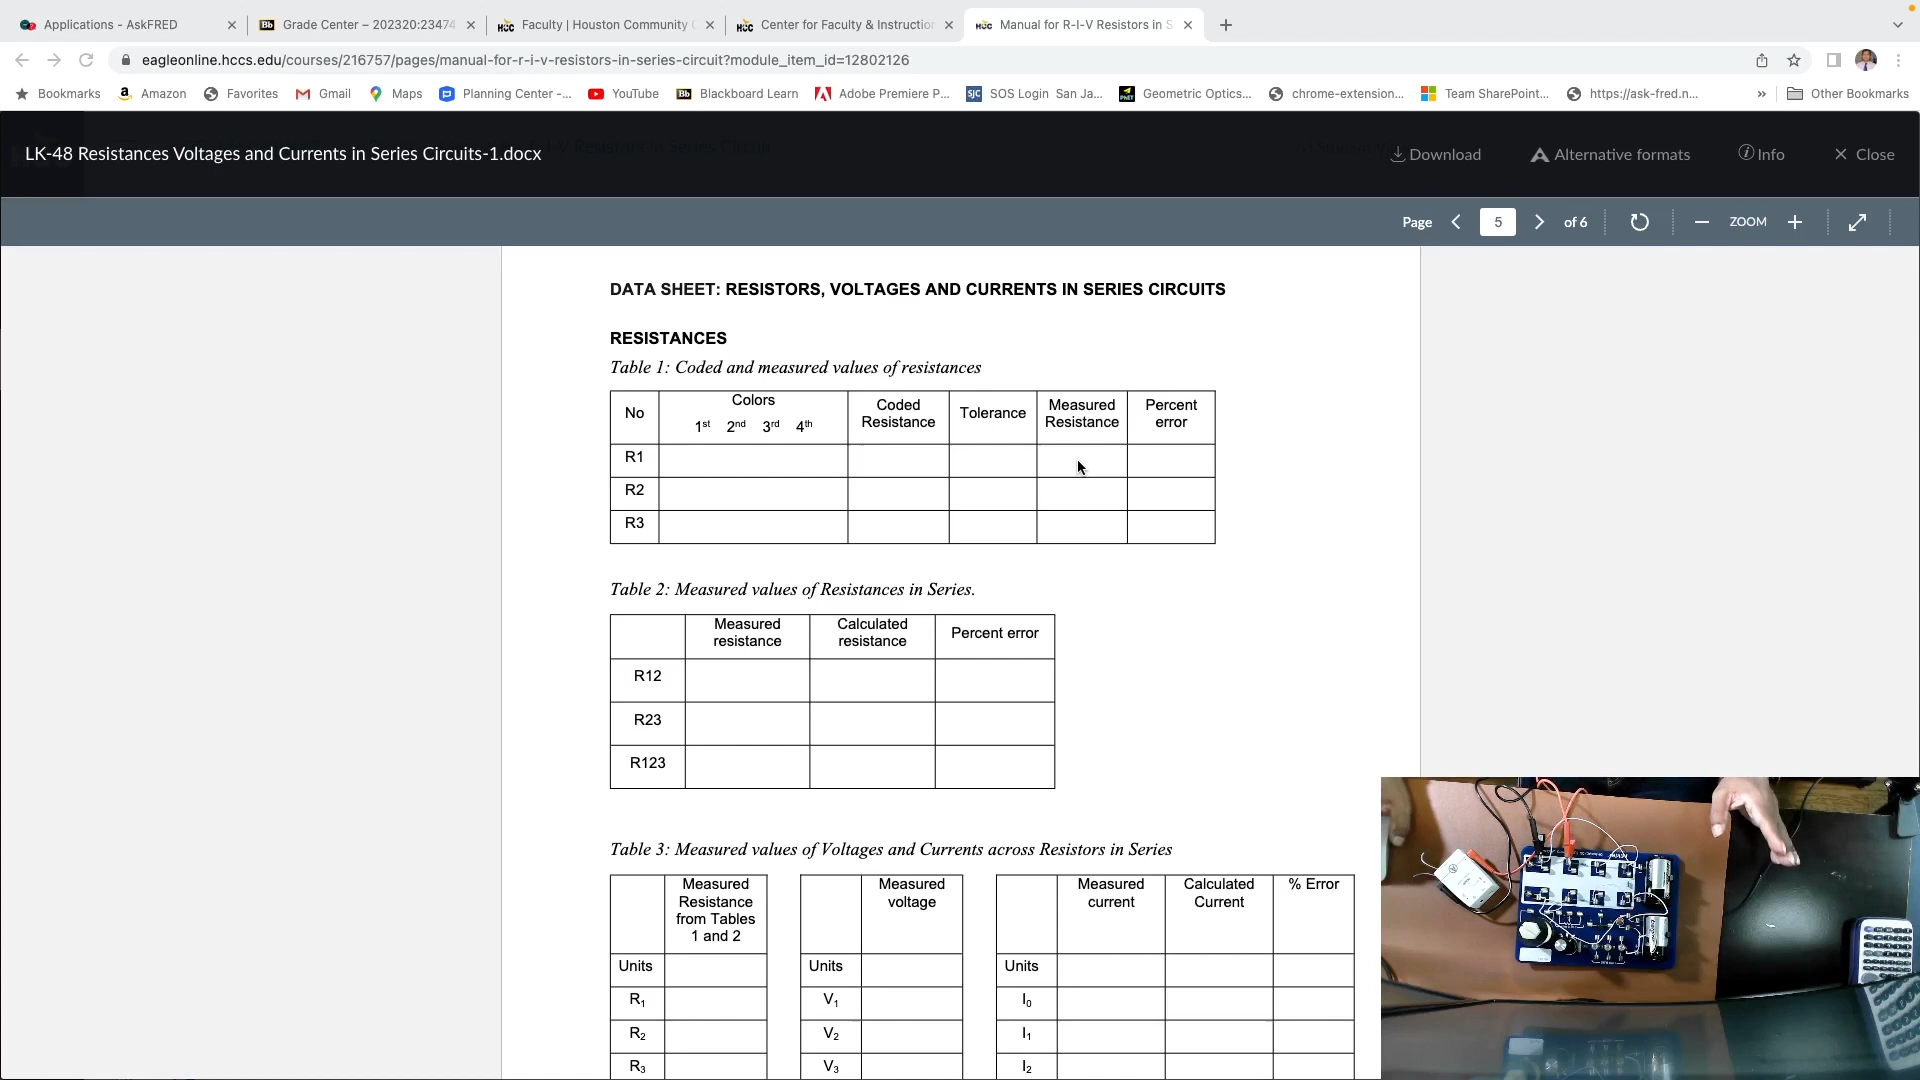 Applications - AskFRED
Grade Center – 202320:23474
Faculty | Houston Community
Center for Faculty & Instruction
Manual for R-I-V Resistors in S
eagleonline.hccs.edu/courses/216757/pages/manual-for-r-i-v-resistors-in-series-circuit?module_item_id=12802126
Bookmarks
Amazon
Favorites
Gmail
Maps
Planning Center -...
YouTube
Blackboard Learn
Adobe Premiere P...
SOS Login San Ja...
Geometric Optics...
chrome-extension...
Team SharePoint...
https://ask-fred.n...
Other Bookmarks
LK-48 Resistances Voltages and Currents in Series Circuits-1.docx
Download
Alternative formats
Info
Close
Page 5 of 6
ZOOM
DATA SHEET: RESISTORS, VOLTAGES AND CURRENTS IN SERIES CIRCUITS
RESISTANCES
Table 1: Coded and measured values of resistances
No
Colors
1st 2nd 3rd 4th
Coded
Resistance
Tolerance
Measured
Resistance
Percent
error
R1
R2
R3
Table 2: Measured values of Resistances in Series.
Measured
resistance
Calculated
resistance
Percent error
R12
R23
R123
Table 3: Measured values of Voltages and Currents across Resistors in Series
Measured
Resistance
from Tables
1 and 2
Measured
voltage
Measured
current
Calculated
Current
% Error
Units
Units
Units
R1
V1
I0
R2
V2
I1
R3
V3
I2